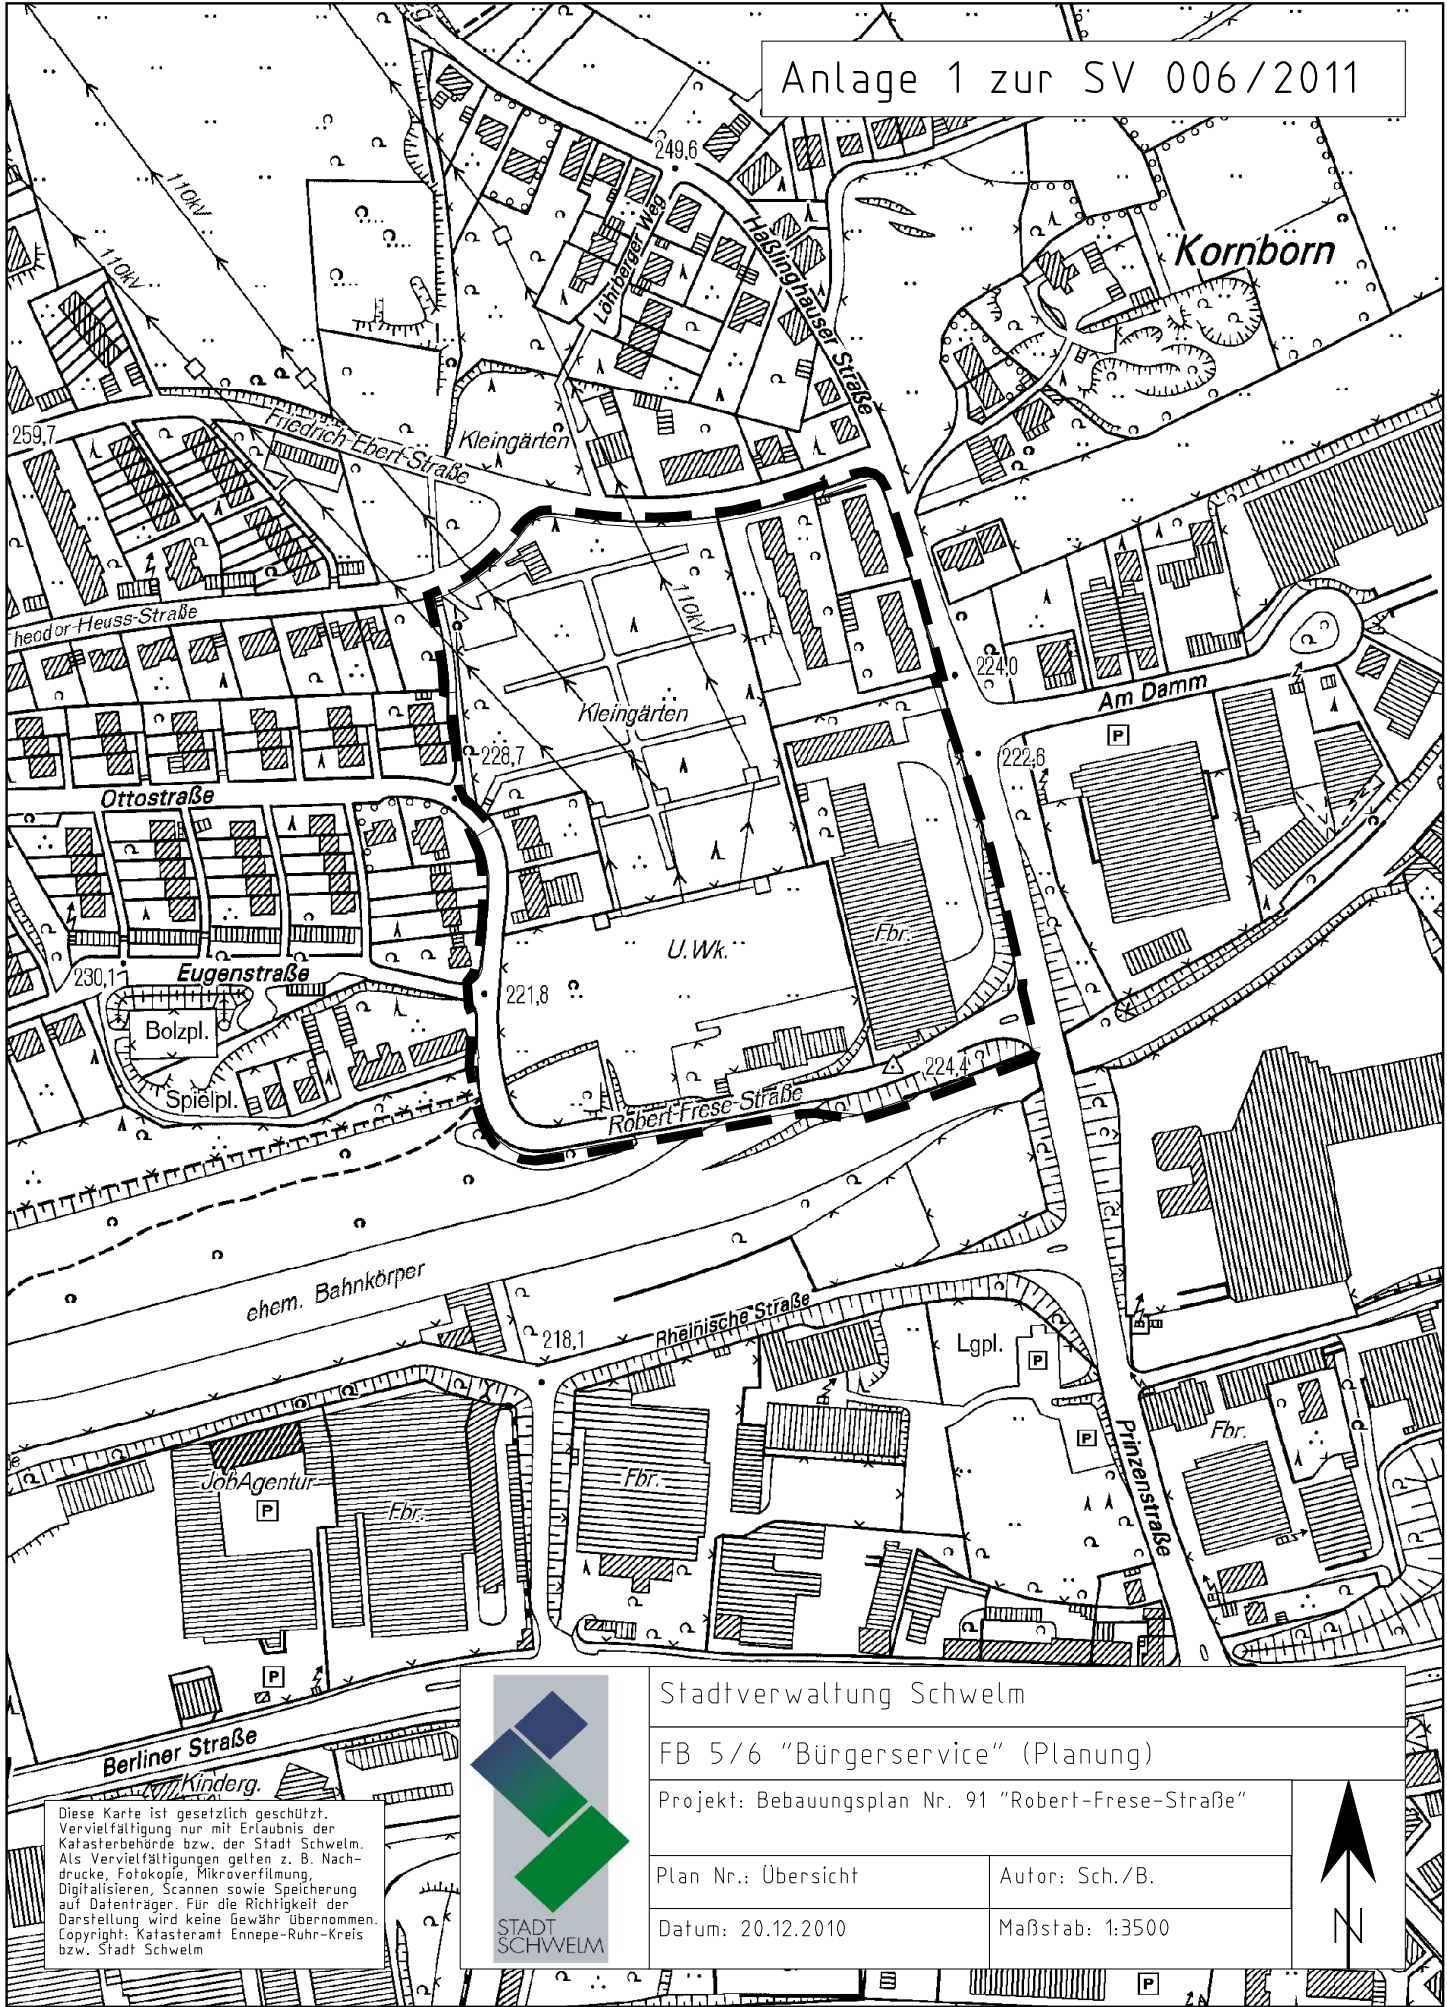 Anlage 1 zur SV 006/2011
249,6
110kV
110kV
Löhrberger Weg
Haßlinghauser Straße
Kornborn
259,7
Friedrich-Ebert-Straße
Kleingärten
heodor-Heuss-Straße
110kV
224,0
Am Damm
Kleingärten
228,7
222,6
P
Ottostraße
Fbr.
U.Wk.
230,1
Eugenstraße
221,8
Bolzpl.
Spielpl.
224,4
Robert-Frese-Straße
ehem. Bahnkörper
Rheinische Straße
218,1
Lgpl.
P
P
Prinzenstraße
Fbr.
JobAgentur
P
Fbr.
Fbr.
P
Berliner Straße
Kinderg.
Diese Karte ist gesetzlich geschützt.
Vervielfältigung nur mit Erlaubnis der
Katasterbehörde bzw. der Stadt Schwelm.
Als Vervielfältigungen gelten z. B. Nach-
drucke, Fotokopie, Mikroverfilmung,
Digitalisieren, Scannen sowie Speicherung
auf Datenträger. Für die Richtigkeit der
Darstellung wird keine Gewähr übernommen.
Copyright: Katasteramt Ennepe-Ruhr-Kreis
bzw. Stadt Schwelm
STADT
SCHWELM
Stadtverwaltung Schwelm
FB 5/6 "Bürgerservice" (Planung)
Projekt: Bebauungsplan Nr. 91 "Robert-Frese-Straße"
Plan Nr.: Übersicht
Autor: Sch./B.
Datum: 20.12.2010
Maßstab: 1:3500
N
P